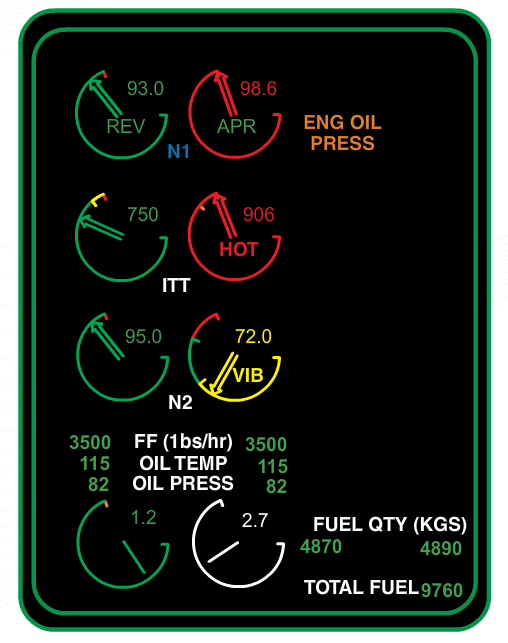 93.0 98.6
REV APR
ENG OIL
PRESS
N1
750 906
HOT
ITT
95.0 72.0
VIB
N2
3500 FF (1bs/hr) 3500
115 OIL TEMP 115
82 OIL PRESS 82
1.2 2.7
FUEL QTY (KGS)
4870 4890
TOTAL FUEL 9760